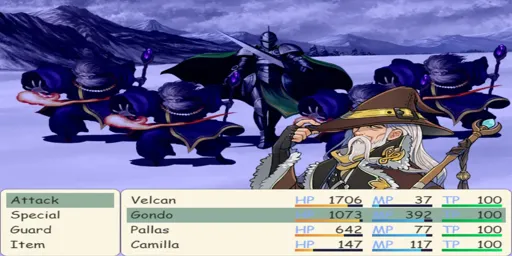 Attack
Special
Guard
Item
Velcan HP 1706 MP 37 TP 100
Gondo HP 1073 MP 392 TP 100
Pallas HP 642 MP 77 TP 100
Camilla HP 147 MP 117 TP 100